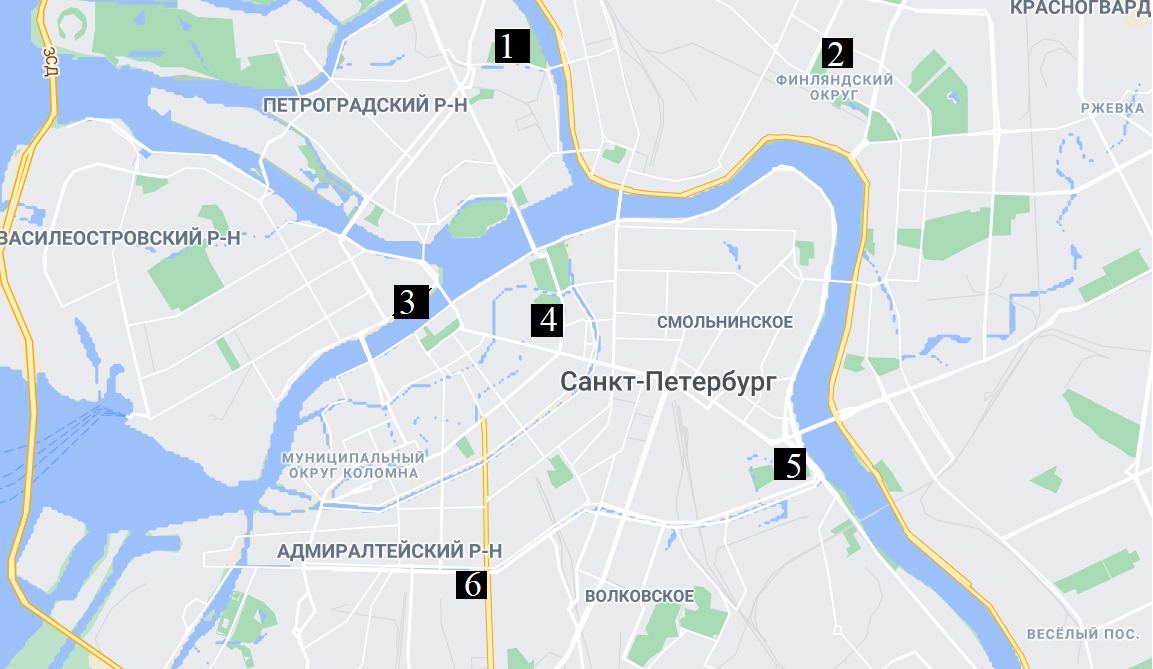 КРАСНОГВАРД
1
2
ЗСД
ФИНЛЯНДСКИЙ
ОКРУГ
ПЕТРОГРАДСКИЙ Р-Н
РЖЕВКА
ВАСИЛЕОСТРОВСКИЙ Р-Н
3
4
СМОЛЬНИНСКОЕ
Санкт-Петербург
МУНИЦИПАЛЬНЫЙ
ОКРУГ КОЛОМНА
5
АДМИРАЛТЕЙСКИЙ Р-Н
6
ВОЛКОВСКОЕ
ВЕСЁЛЫЙ ПОС.